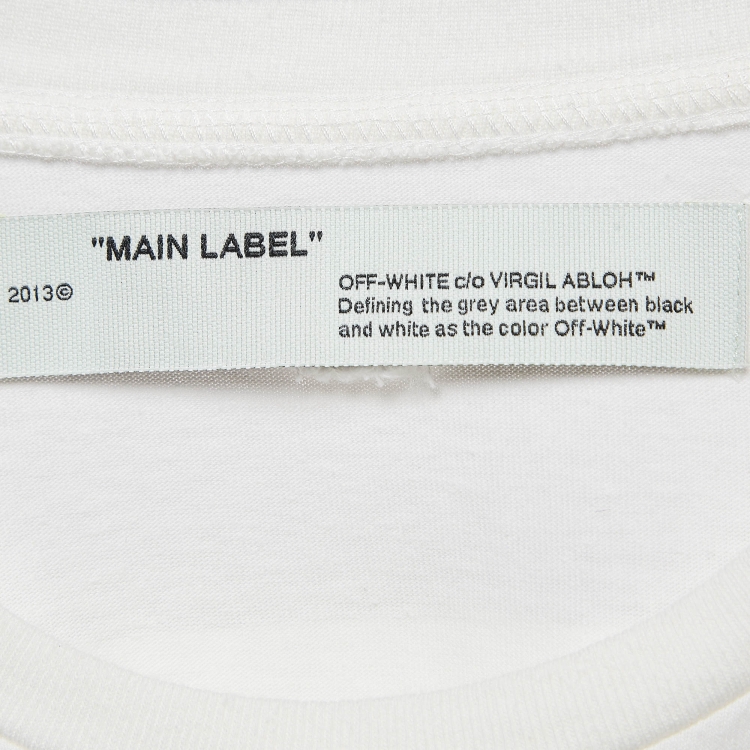 "MAIN LABEL"
2013©
OFF-WHITE c/o VIRGIL ABLOH™
Defining the grey area between black
and white as the color Off-White™